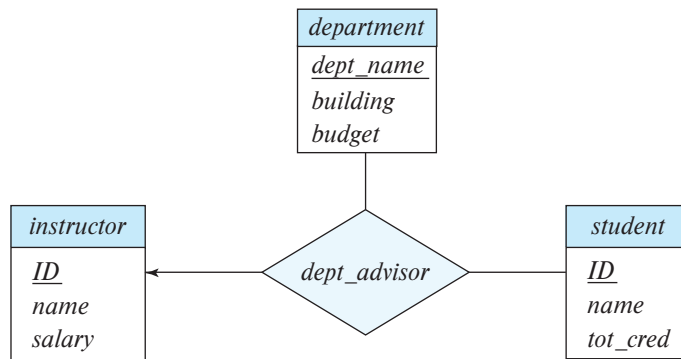 department
dept_name
building
budget
instructor
ID
name
salary
dept_advisor
student
ID
name
tot_cred